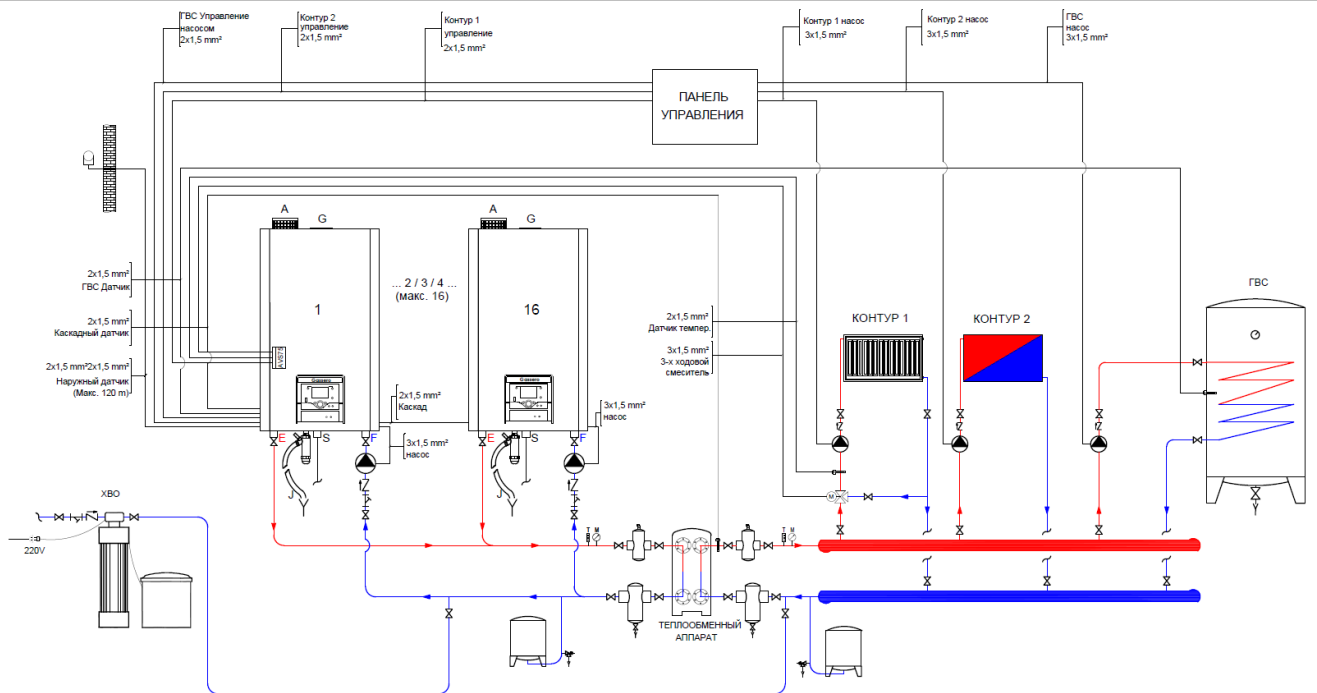 ГВС Управление
насосом
2x1,5 mm²
Контур 2
управление
2x1,5 mm²
Контур 1
управление
2x1,5 mm²
Контур 1 насос
3x1,5 mm²
Контур 2 насос
3x1,5 mm²
ГВС
насос
3x1,5 mm²
ПАНЕЛЬ
УПРАВЛЕНИЯ
A
G
A
G
2x1,5 mm²
ГВС Датчик
2x1,5 mm²
Каскадный датчик
2x1,5 mm²2x1,5 mm²
Наружный датчик
(Макс. 120 m)
1
... 2 / 3 / 4 ...
(макс. 16)
16
AVS75
2x1,5 mm²
Датчик темпер.
3x1,5 mm²
3-х ходовой
смеситель
КОНТУР 1
КОНТУР 2
ГВС
2x1,5 mm²
Каскад
3x1,5 mm²
насос
3x1,5 mm²
насос
E
S
F
E
S
F
J
J
M
ХВО
220V
T
M
T
M
ТЕПЛООБМЕННЫЙ
АППАРАТ